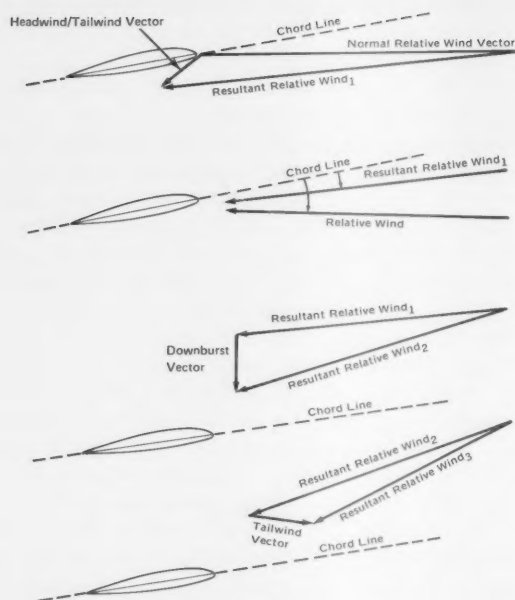 Headwind/Tailwind Vector
Chord Line
Normal Relative Wind Vector
Resultant Relative Wind₁
Chord Line
Resultant Relative Wind₁
Relative Wind
Resultant Relative Wind₁
Downburst
Vector
Resultant Relative Wind₂
Chord Line
Resultant Relative Wind₂
Resultant Relative Wind₃
Tailwind
Vector
Chord Line